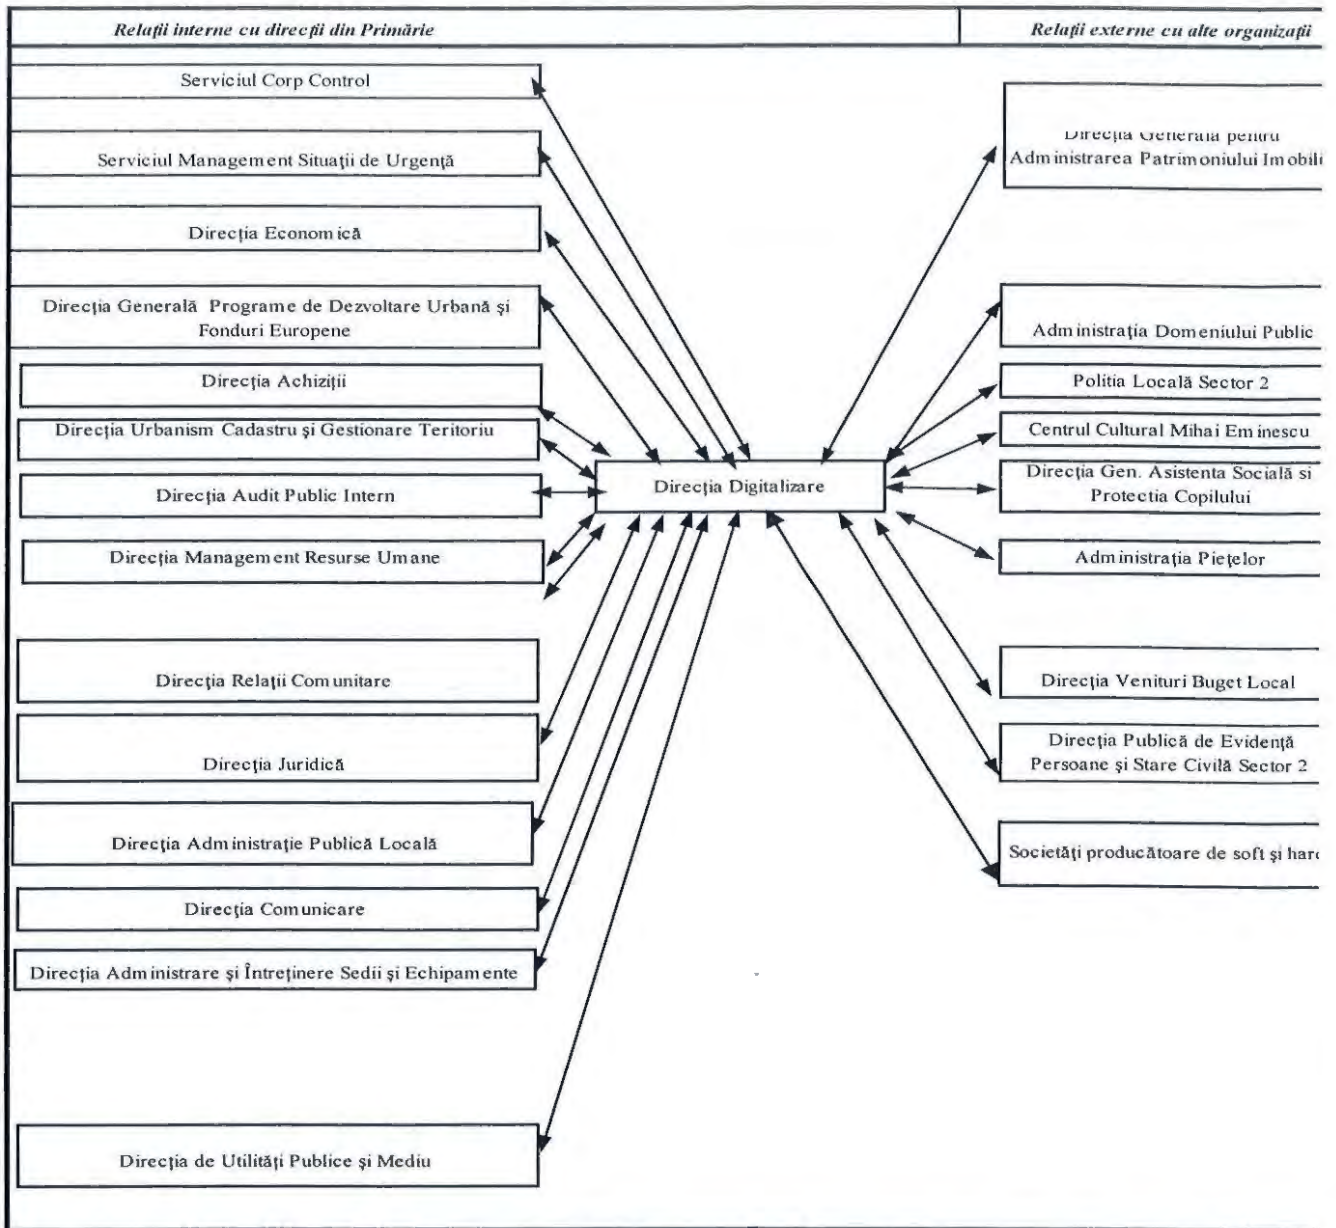 Relaţii interne cu direcţii din Primărie
Relaţii externe cu alte organizaţii
Serviciul Corp Control
Serviciul Management Situaţii de Urgenţă
Direcţia Economică
Direcţia Generală Programe de Dezvoltare Urbană şi
Fonduri Europene
Direcţia Achiziţii
Direcţia Urbanism Cadastru şi Gestionare Teritoriu
Direcţia Audit Public Intern
Direcţia Management Resurse Umane
Direcţia Relaţii Comunitare
Direcţia Juridică
Direcţia Administraţie Publică Locală
Direcţia Comunicare
Direcţia Administrare şi Întreţinere Sedii şi Echipamente
Direcţia de Utilităţi Publice şi Mediu
Direcţia Digitalizare
Direcţia Generală pentru
Administrarea Patrimoniului Imobili
Administraţia Domeniului Public
Politia Locală Sector 2
Centrul Cultural Mihai Eminescu
Direcţia Gen. Asistenta Socială si
Protectia Copilului
Administraţia Pieţelor
Direcţia Venituri Buget Local
Direcţia Publică de Evidenţă
Persoane şi Stare Civilă Sector 2
Societăţi producătoare de soft şi hard